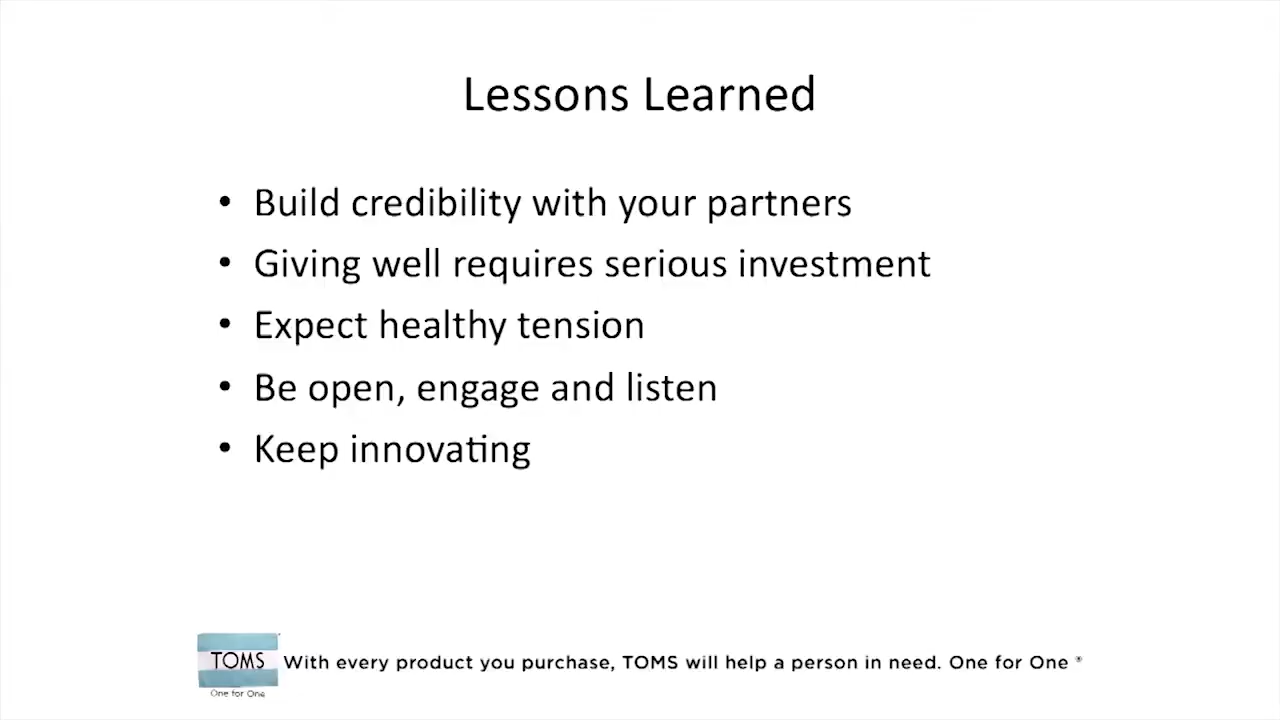 Lessons Learned
• Build credibility with your partners
• Giving well requires serious investment
• Expect healthy tension
• Be open, engage and listen
• Keep innovating
TOMS
One for One
With every product you purchase, TOMS will help a person in need. One for One ®